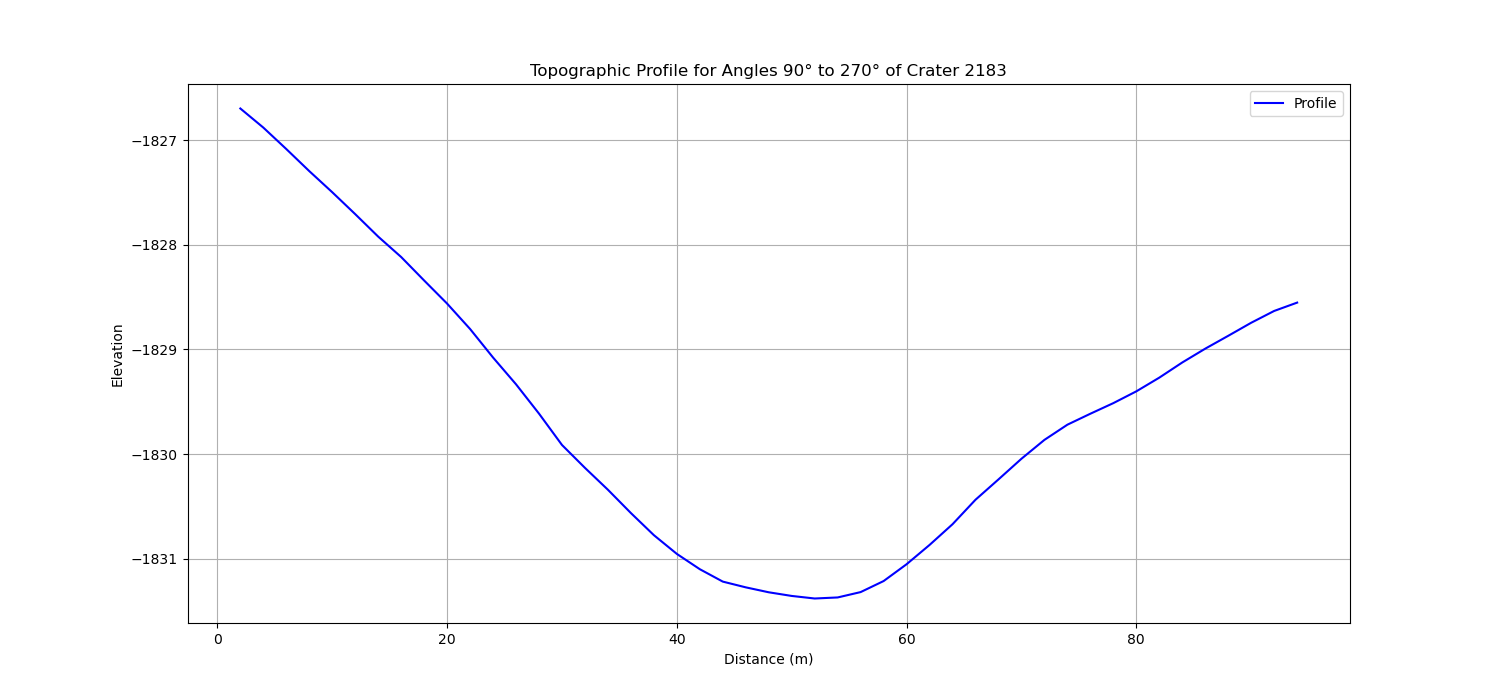 Topographic Profile for Angles 90° to 270° of Crater 2183
Profile
−1827
−1828
−1829
−1830
−1831
Elevation
0 20 40 60 80
Distance (m)